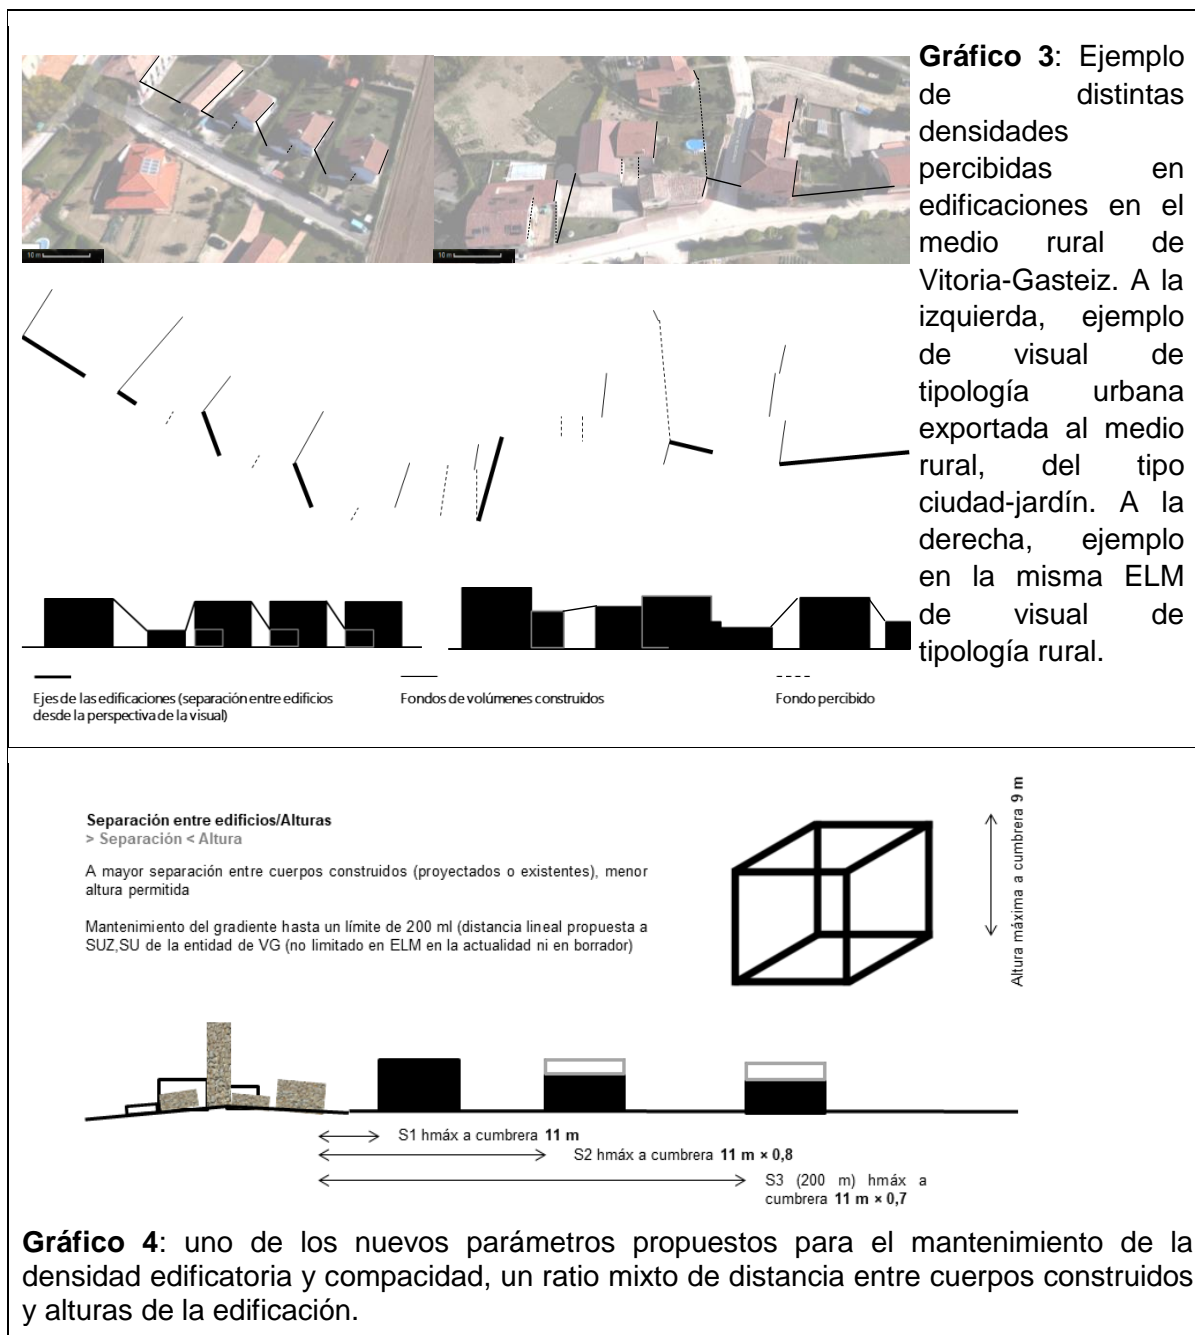 Gráfico 3: Ejemplo
de distintas
densidades
percibidas en
edificaciones en el
medio rural de
Vitoria-Gasteiz. A la
izquierda, ejemplo
de visual de
tipología urbana
exportada al medio
rural, del tipo
ciudad-jardín. A la
derecha, ejemplo
en la misma ELM
de visual de
tipología rural.
10 m
10 m
Ejes de las edificaciones (separación entre edificios
desde la perspectiva de la visual)
Fondos de volúmenes construidos
Fondo percibido
Separación entre edificios/Alturas
> Separación < Altura
A mayor separación entre cuerpos construidos (proyectados o existentes), menor
altura permitida
Mantenimiento del gradiente hasta un límite de 200 ml (distancia lineal propuesta a
SUZ,SU de la entidad de VG (no limitado en ELM en la actualidad ni en borrador)
Altura máxima a cumbrera 9 m
S1 hmáx a cumbrera 11 m
S2 hmáx a cumbrera 11 m × 0,8
S3 (200 m) hmáx a
cumbrera 11 m × 0,7
Gráfico 4: uno de los nuevos parámetros propuestos para el mantenimiento de la
densidad edificatoria y compacidad, un ratio mixto de distancia entre cuerpos construidos
y alturas de la edificación.